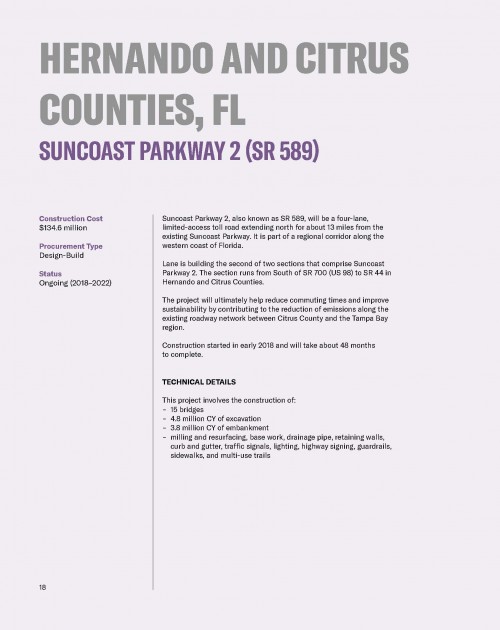 HERNANDO AND CITRUS
COUNTIES, FL
SUNCOAST PARKWAY 2 (SR 589)
Construction Cost
$134.6 million
Procurement Type
Design-Build
Status
Ongoing (2018-2022)
Suncoast Parkway 2, also known as SR 589, will be a four-lane,
limited-access toll road extending north for about 13 miles from the
existing Suncoast Parkway. It is part of a regional corridor along the
western coast of Florida.
Lane is building the second of two sections that comprise Suncoast
Parkway 2. The section runs from South of SR 700 (US 98) to SR 44 in
Hernando and Citrus Counties.
The project will ultimately help reduce commuting times and improve
sustainability by contributing to the reduction of emissions along the
existing roadway network between Citrus County and the Tampa Bay
region.
Construction started in early 2018 and will take about 48 months
to complete.
TECHNICAL DETAILS
This project involves the construction of:
- 15 bridges
- 4.8 million CY of excavation
- 3.8 million CY of embankment
- milling and resurfacing, base work, drainage pipe, retaining walls,
curb and gutter, traffic signals, lighting, highway signing, guardrails,
sidewalks, and multi-use trails
18